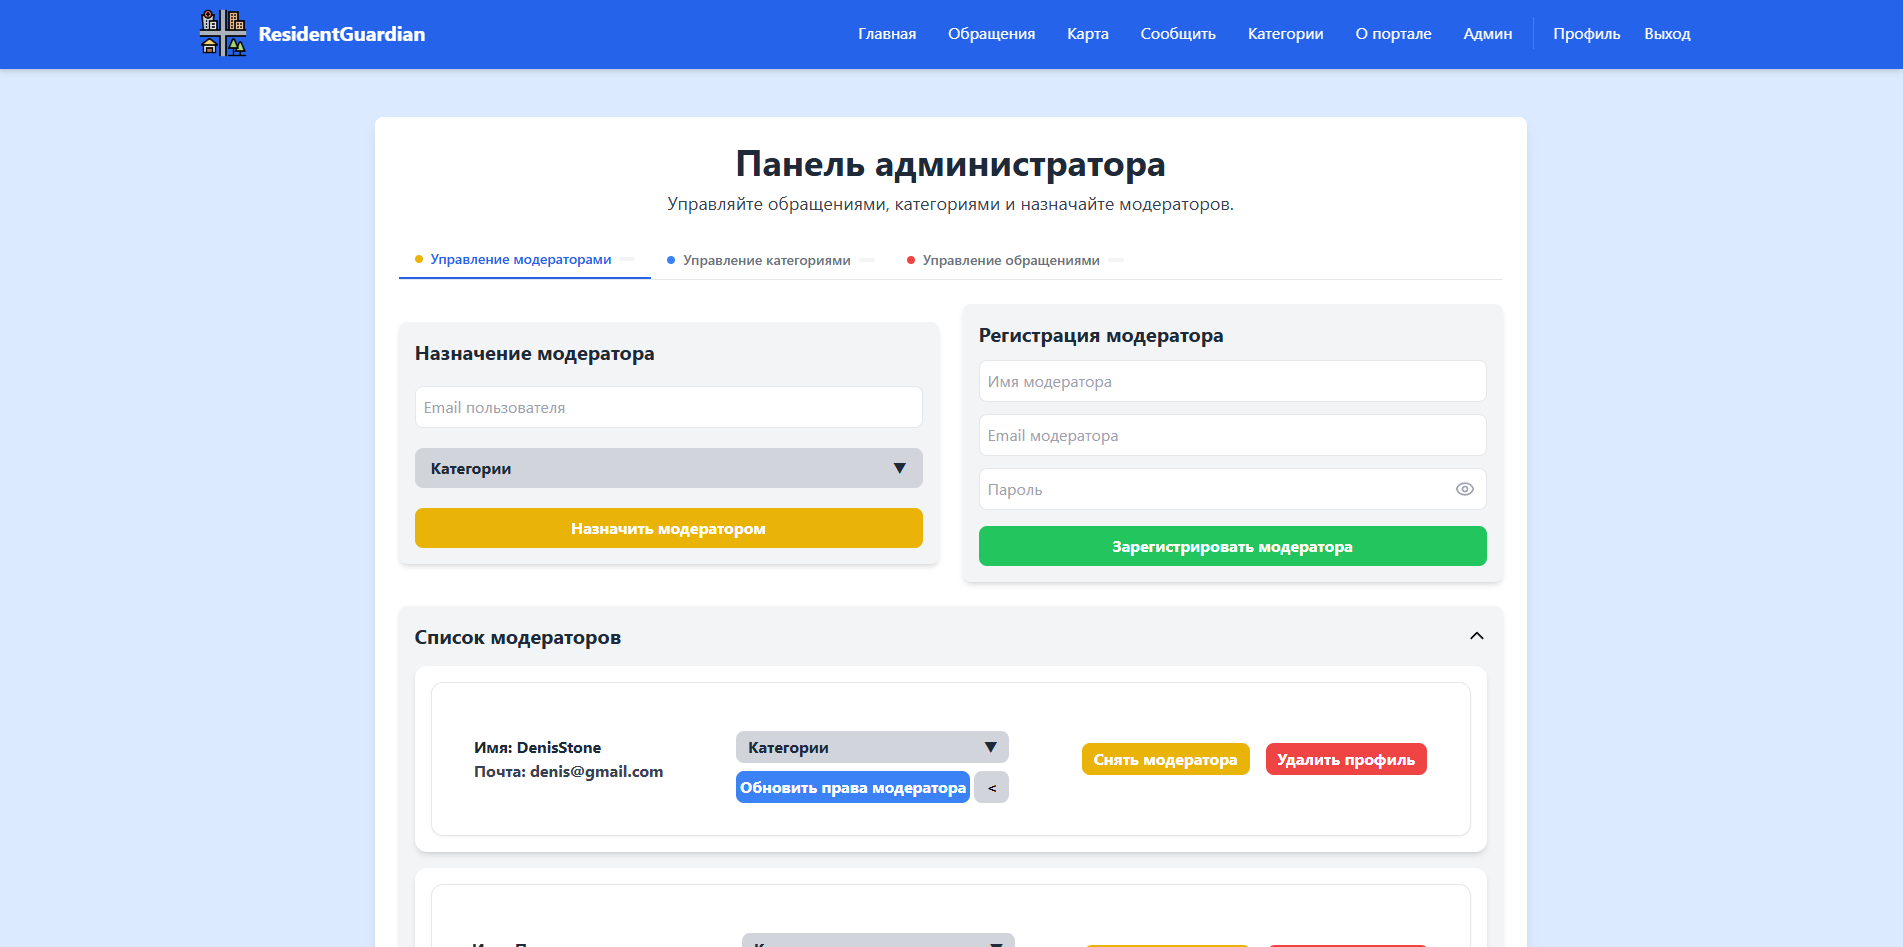 ResidentGuardian
Главная Обращения Карта Сообщить Категории О портале Админ Профиль Выход
Панель администратора
Управляйте обращениями, категориями и назначайте модераторов.
Управление модераторами Управление категориями Управление обращениями
Назначение модератора
Email пользователя
Категории ▼
Назначить модератором
Регистрация модератора
Имя модератора
Email модератора
Пароль
Зарегистрировать модератора
Список модераторов
Имя: DenisStone
Почта: denis@gmail.com
Категории ▼
Обновить права модератора <
Снять модератора Удалить профиль